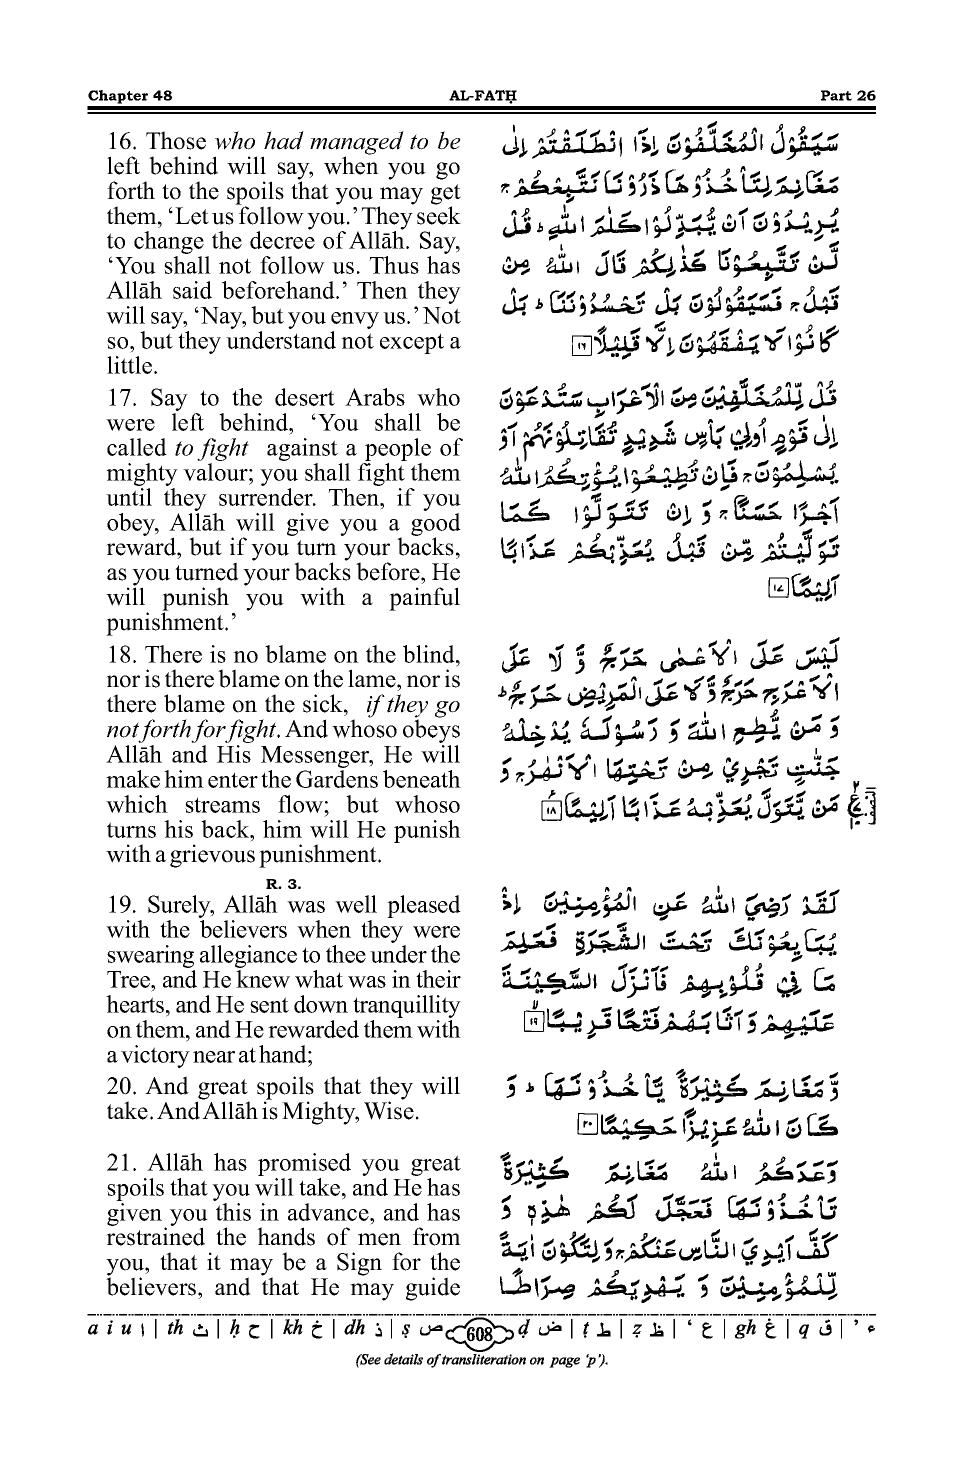 Chapter 48 AL-FATḤ Part 26
16. Those who had managed to be
left behind will say, when you go
forth to the spoils that you may get
them, ‘Let us follow you.’ They seek
to change the decree of Allāh. Say,
‘You shall not follow us. Thus has
Allāh said beforehand.’ Then they
will say, ‘Nay, but you envy us.’ Not
so, but they understand not except a
little.
17. Say to the desert Arabs who
were left behind, ‘You shall be
called to fight against a people of
mighty valour; you shall fight them
until they surrender. Then, if you
obey, Allāh will give you a good
reward, but if you turn your backs,
as you turned your backs before, He
will punish you with a painful
punishment.’
18. There is no blame on the blind,
nor is there blame on the lame, nor is
there blame on the sick, if they go
not forth for fight. And whoso obeys
Allāh and His Messenger, He will
make him enter the Gardens beneath
which streams flow; but whoso
turns his back, him will He punish
with a grievous punishment.
R. 3.
19. Surely, Allāh was well pleased
with the believers when they were
swearing allegiance to thee under the
Tree, and He knew what was in their
hearts, and He sent down tranquillity
on them, and He rewarded them with
a victory near at hand;
20. And great spoils that they will
take. And Allāh is Mighty, Wise.
21. Allāh has promised you great
spoils that you will take, and He has
given you this in advance, and has
restrained the hands of men from
you, that it may be a Sign for the
believers, and that He may guide
سَيَقُوْلُ الْمُخَلَّفُوْنَ اِذَا انْطَلَقْتُمْ اِلٰى
مَغَانِمَ لِتَاْخُذُوْهَا ذَرُوْنَا نَتَّبِعْكُمْ ۚ
يُرِيْدُوْنَ اَنْ يُّبَدِّلُوْا كَلٰمَ اللّٰهِ ؕ قُلْ
لَّنْ تَتَّبِعُوْنَا كَذٰلِكُمْ قَالَ اللّٰهُ مِنْ
قَبْلُ ۚ فَسَيَقُوْلُوْنَ بَلْ تَحْسُدُوْنَنَا ؕ بَلْ
كَانُوْا لَا يَفْقَهُوْنَ اِلَّا قَلِيْلًا ۱۶
قُلْ لِّلْمُخَلَّفِيْنَ مِنَ الْاَعْرَابِ سَتُدْعَوْنَ
اِلٰى قَوْمٍ اُولِيْ بَاْسٍ شَدِيْدٍ تُقَاتِلُوْنَهُمْ اَوْ
يُسْلِمُوْنَ ۚ فَاِنْ تُطِيْعُوْا يُؤْتِكُمُ اللّٰهُ
اَجْرًا حَسَنًا ۚ وَ اِنْ تَتَوَلَّوْا كَمَا
تَوَلَّيْتُمْ مِّنْ قَبْلُ يُعَذِّبْكُمْ عَذَابًا
اَلِيْمًا ۱۷
لَيْسَ عَلَى الْاَعْمٰى حَرَجٌ وَّ لَا عَلَى
الْاَعْرَجِ حَرَجٌ وَّ لَا عَلَى الْمَرِيْضِ حَرَجٌ ؕ
وَ مَنْ يُّطِعِ اللّٰهَ وَ رَسُوْلَهٗ يُدْخِلْهُ
جَنّٰتٍ تَجْرِيْ مِنْ تَحْتِهَا الْاَنْهٰرُ ۚ وَ
مَنْ يَّتَوَلَّ يُعَذِّبْهُ عَذَابًا اَلِيْمًا ۱۸
لَقَدْ رَضِيَ اللّٰهُ عَنِ الْمُؤْمِنِيْنَ اِذْ
يُبَايِعُوْنَكَ تَحْتَ الشَّجَرَةِ فَعَلِمَ
مَا فِيْ قُلُوْبِهِمْ فَاَنْزَلَ السَّكِيْنَةَ
عَلَيْهِمْ وَ اَثَابَهُمْ فَتْحًا قَرِيْبًا ۱۹
وَّ مَغَانِمَ كَثِيْرَةً يَّاْخُذُوْنَهَا ؕ وَ
كَانَ اللّٰهُ عَزِيْزًا حَكِيْمًا ۲۰
وَعَدَكُمُ اللّٰهُ مَغَانِمَ كَثِيْرَةً
تَاْخُذُوْنَهَا فَعَجَّلَ لَكُمْ هٰذِهٖ وَ
كَفَّ اَيْدِيَ النَّاسِ عَنْكُمْ ۚ وَ لِتَكُوْنَ اٰيَةً
لِّلْمُؤْمِنِيْنَ وَ يَهْدِيَكُمْ صِرَاطًا
a i u ا | th ث | ḥ ح | kh خ | dh ذ | ṣ ص 608 ḍ ض | ṭ ط | ẓ ظ | ‘ ع | gh غ | q ق | ’ ء
(See details of transliteration on page ‘p’).